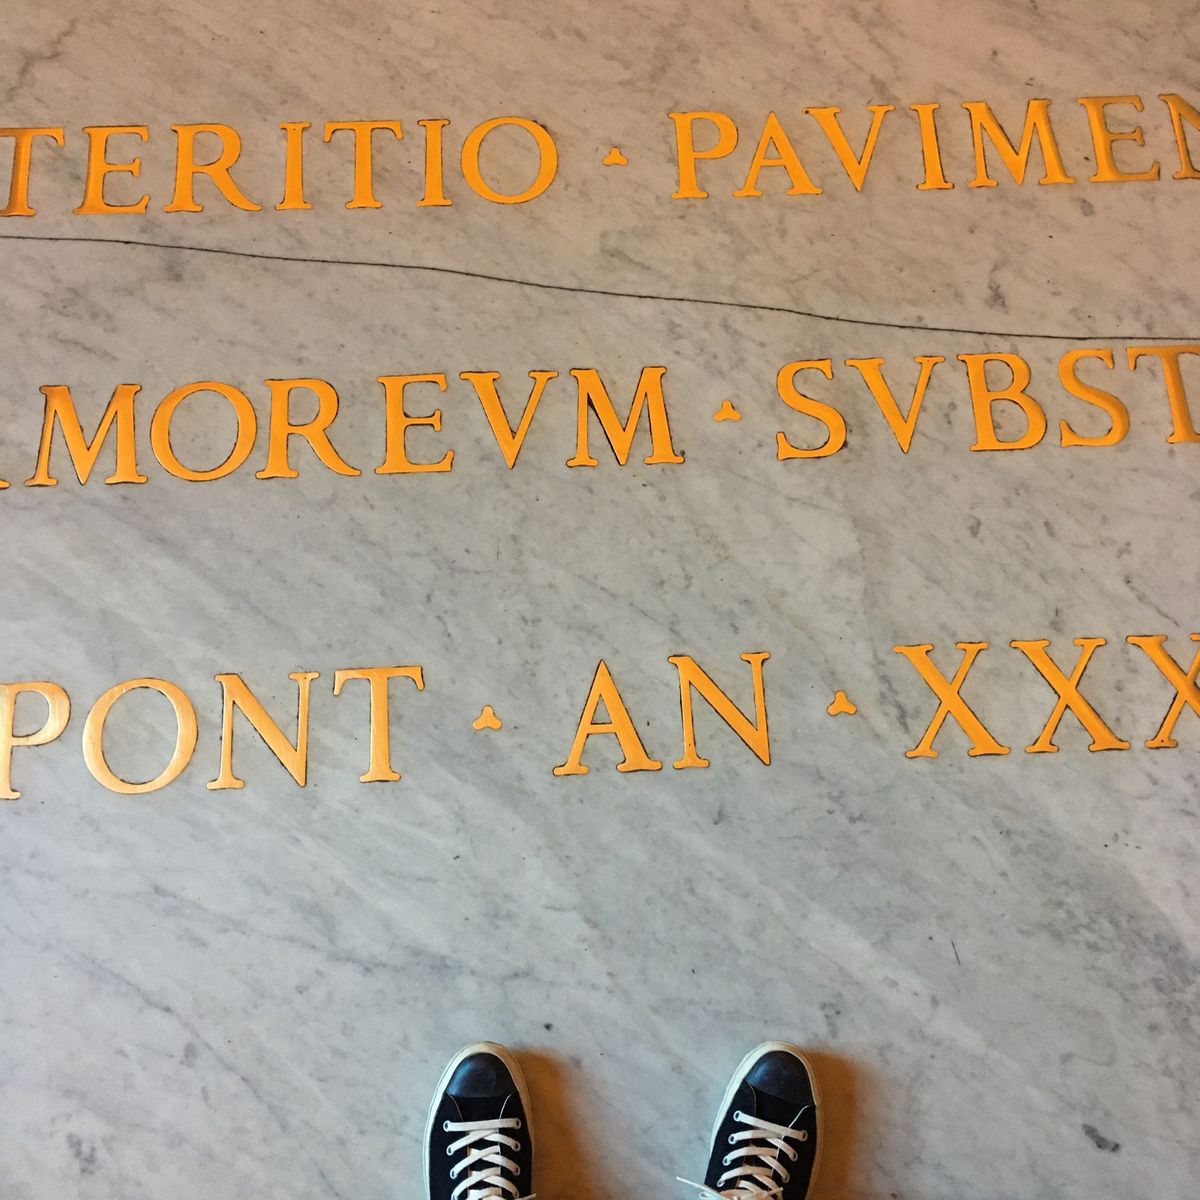 TERITIO · PAVIMEN
MOREVM · SVBST
PONT · AN · XXX